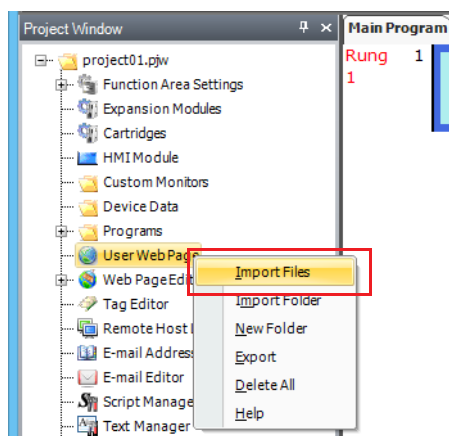 Project Window
Main Program
Rung 1
1
project01.pjw
Function Area Settings
Expansion Modules
Cartridges
HMI Module
Custom Monitors
Device Data
Programs
User Web Page
Web Page Edit
Tag Editor
Remote Host
E-mail Address
E-mail Editor
Script Manage
Text Manager
Import Files
Import Folder
New Folder
Export
Delete All
Help